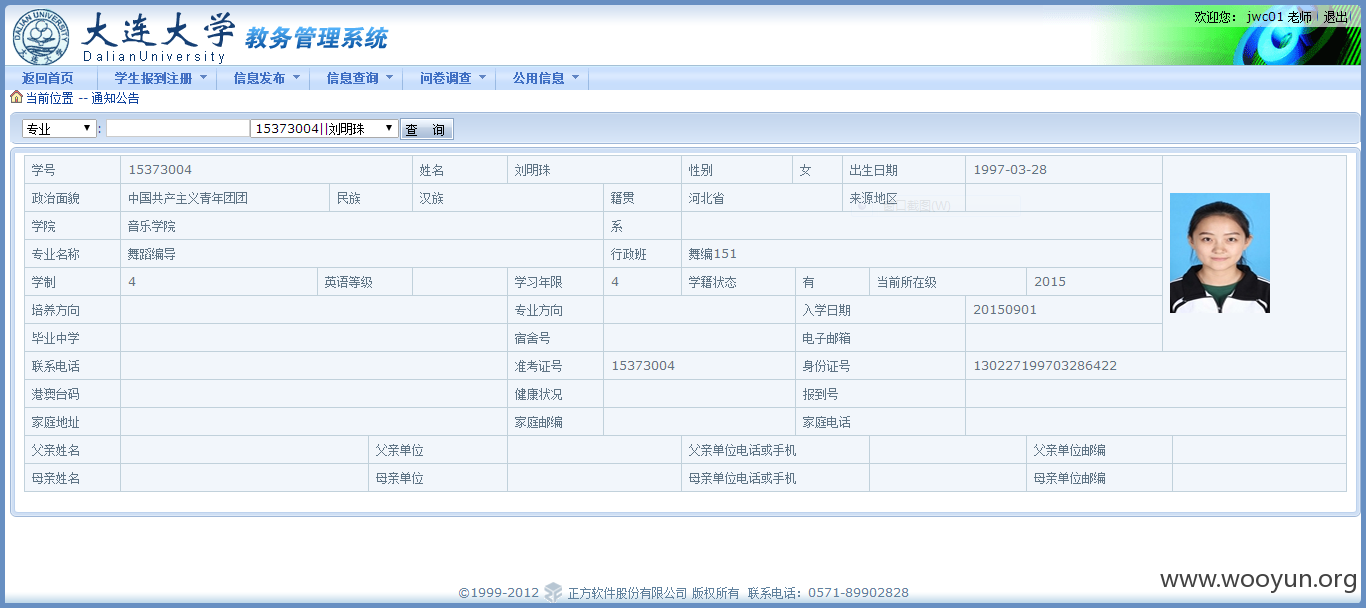 欢迎您： jwc01 老师 退出
大连大学 教务管理系统
DalianUniversity
返回首页 学生报到注册 信息发布 信息查询 问卷调查 公用信息
当前位置 -- 通知公告
专业 : 15373004||刘明珠 查 询
学号 15373004 姓名 刘明珠 性别 女 出生日期 1997-03-28
政治面貌 中国共产主义青年团团 民族 汉族 籍贯 河北省 来源地区
学院 音乐学院 系
专业名称 舞蹈编导 行政班 舞编151
学制 4 英语等级 学习年限 4 学籍状态 有 当前所在级 2015
培养方向 专业方向 入学日期 20150901
毕业中学 宿舍号 电子邮箱
联系电话 准考证号 15373004 身份证号 130227199703286422
港澳台码 健康状况 报到号
家庭地址 家庭邮编 家庭电话
父亲姓名 父亲单位 父亲单位电话或手机 父亲单位邮编
母亲姓名 母亲单位 母亲单位电话或手机 母亲单位邮编
www.wooyun.org
©1999-2012 正方软件股份有限公司 版权所有 联系电话：0571-89902828